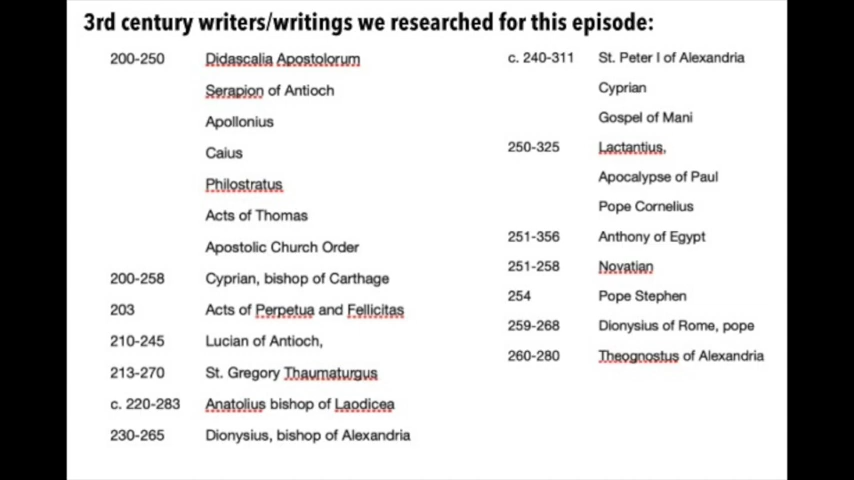 3rd century writers/writings we researched for this episode:
200-250 Didascalia Apostolorum
Serapion of Antioch
Apollonius
Caius
Philostratus
Acts of Thomas
Apostolic Church Order
200-258 Cyprian, bishop of Carthage
203 Acts of Perpetua and Fellicitas
210-245 Lucian of Antioch,
213-270 St. Gregory Thaumaturgus
c. 220-283 Anatolius bishop of Laodicea
230-265 Dionysius, bishop of Alexandria
c. 240-311 St. Peter I of Alexandria
Cyprian
Gospel of Mani
250-325 Lactantius,
Apocalypse of Paul
Pope Cornelius
251-356 Anthony of Egypt
251-258 Novatian
254 Pope Stephen
259-268 Dionysius of Rome, pope
260-280 Theognostus of Alexandria